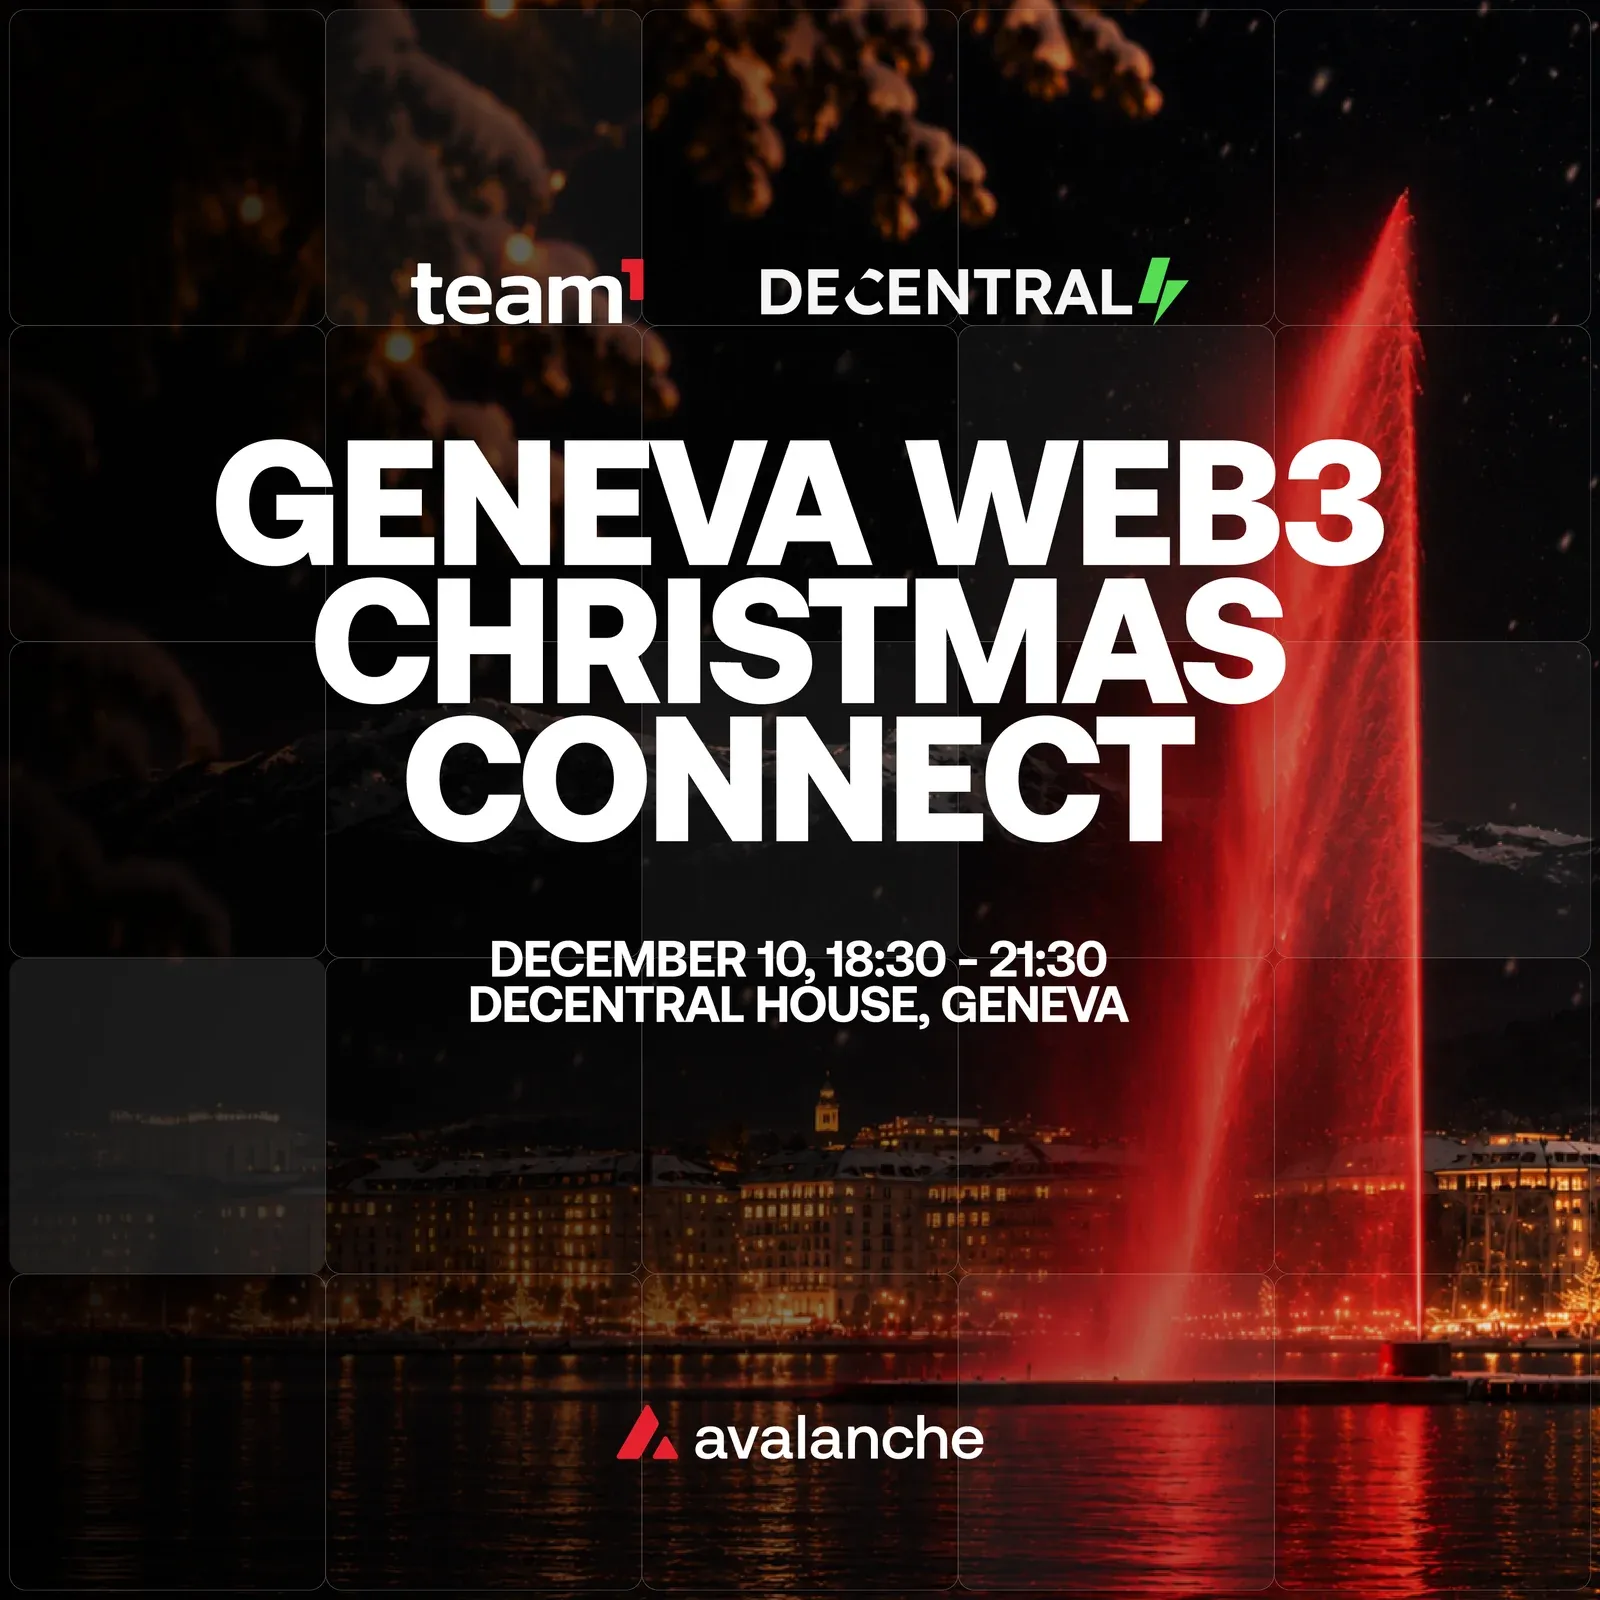 team1
DECENTRAL
GENEVA WEB3
CHRISTMAS
CONNECT
DECEMBER 10, 18:30 - 21:30
DECENTRAL HOUSE, GENEVA
avalanche